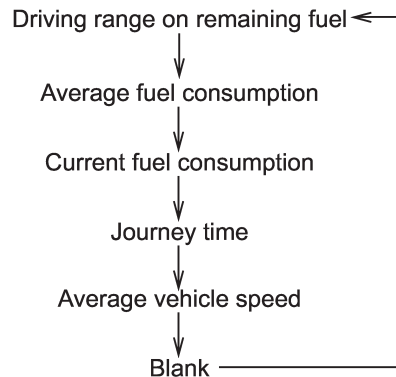 Driving range on remaining fuel
Average fuel consumption
Current fuel consumption
Journey time
Average vehicle speed
Blank